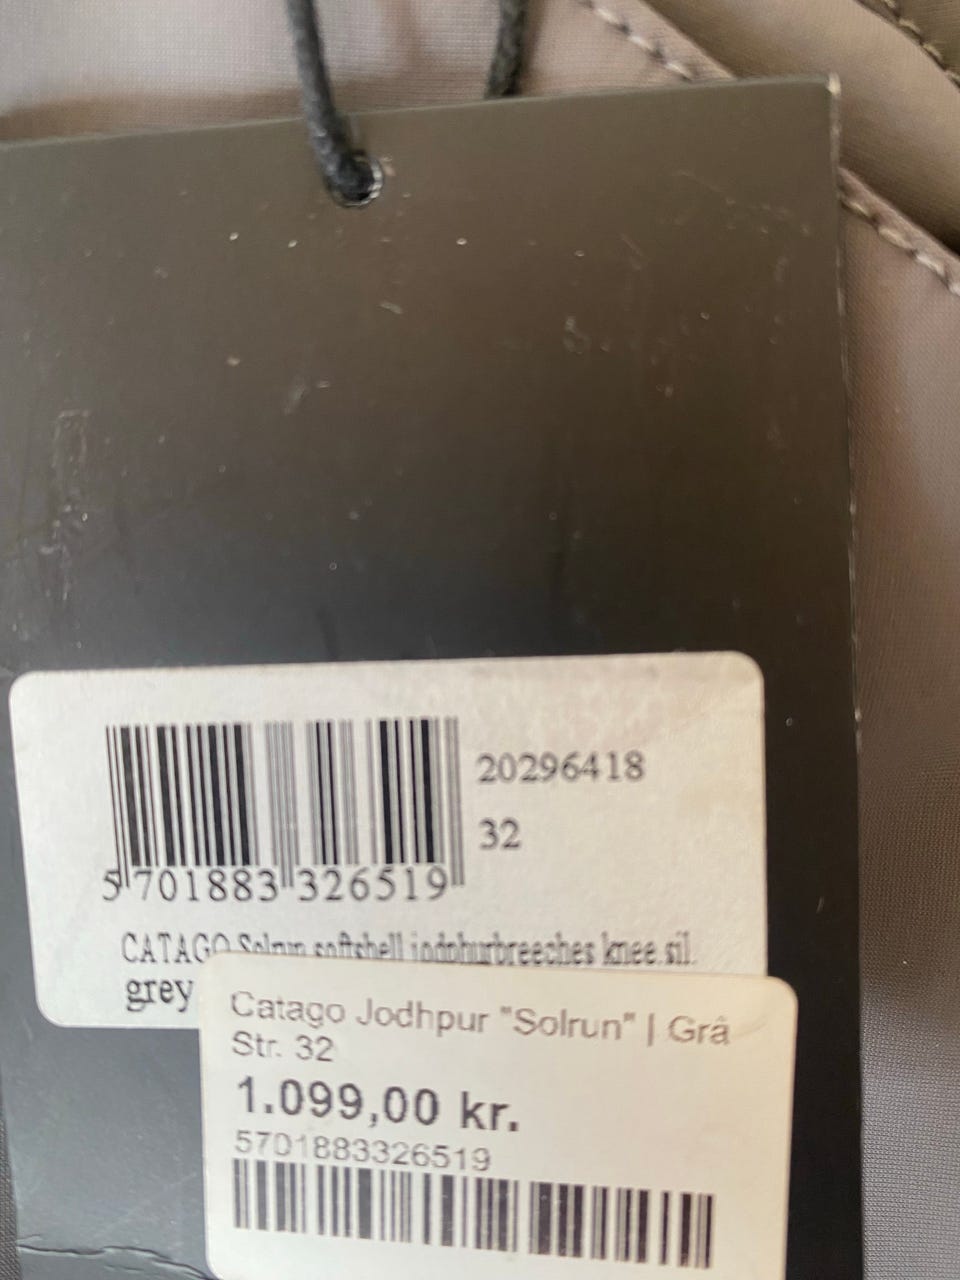 20296418
32
5 701883 326519
CATAGO Solrun softshell jodphurbreeches knee sil.
grey
Catago Jodhpur "Solrun" | Grå
Str. 32
1.099,00 kr.
5701883326519